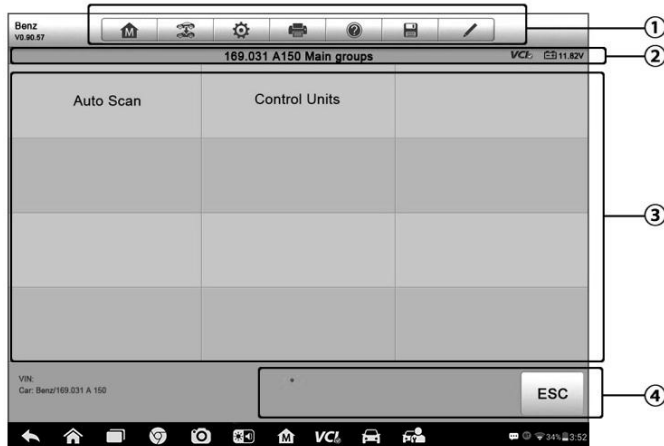 Benz
V0.90.57
①
169.031 A150 Main groups
VCI
11.82V
②
Auto Scan
Control Units
③
VIN:
Car: Benz/169.031 A 150
ESC
④
VCI
34%
3:52